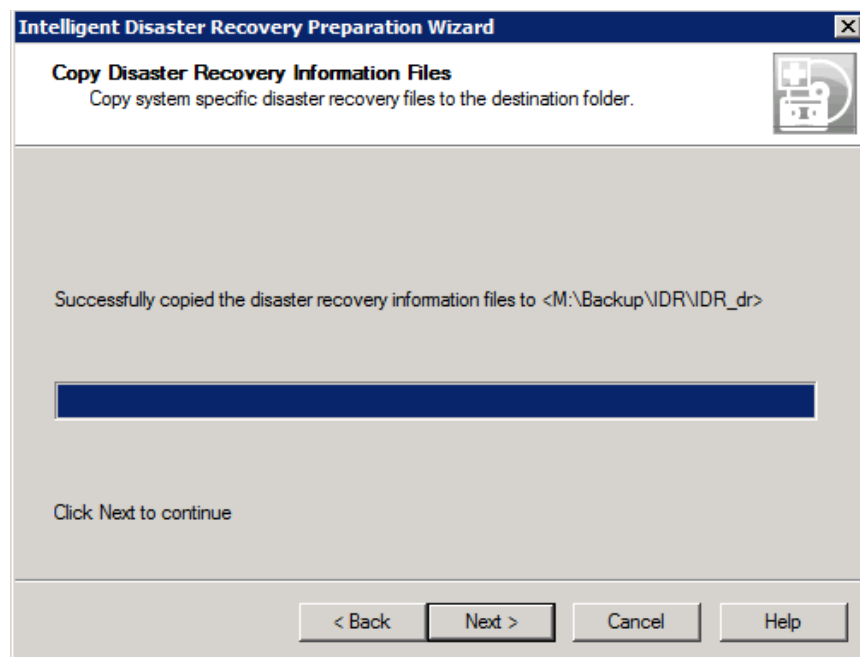 Intelligent Disaster Recovery Preparation Wizard
Copy Disaster Recovery Information Files
Copy system specific disaster recovery files to the destination folder.
Successfully copied the disaster recovery information files to <M:\Backup\IDR\IDR_dr>
Click Next to continue
< Back Next > Cancel Help